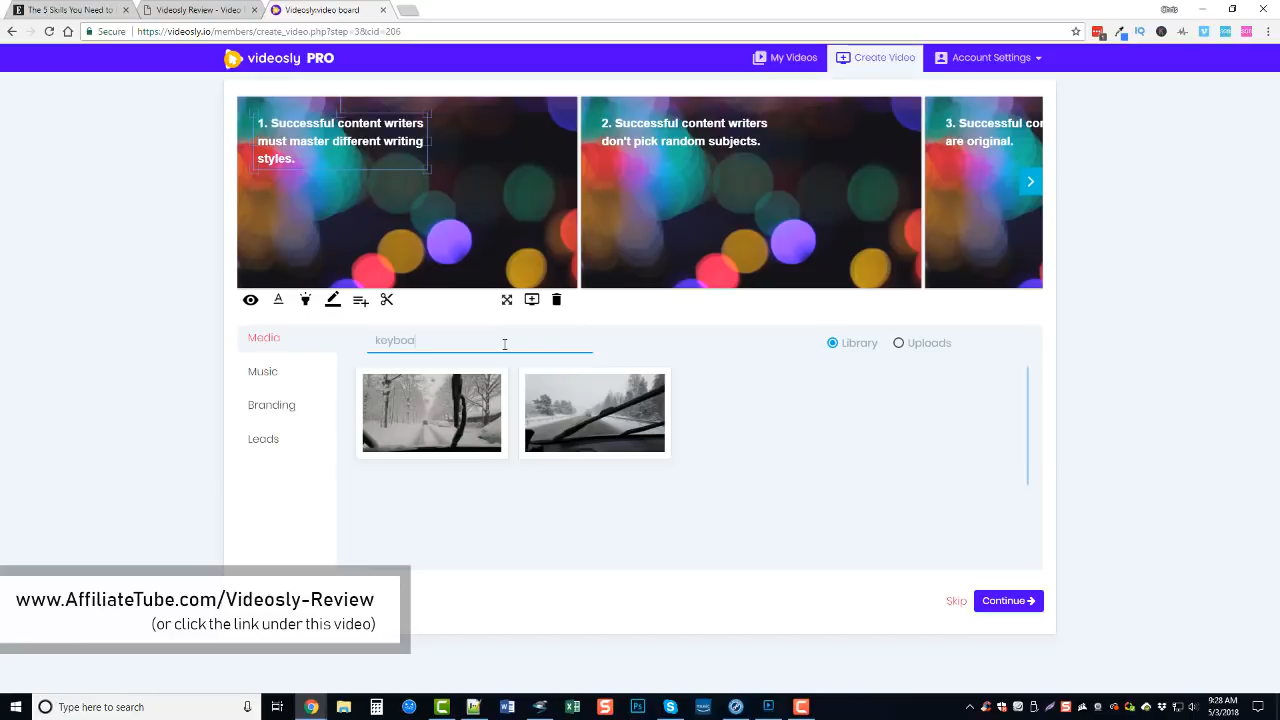 The 5 Skills You Need to
Videosly Review - Video
Videosly:video board
Chris
Secure
https://videosly.io/members/create_video.php?step=3&cid=206
videosly PRO
My Videos
Create Video
Account Settings
1. Successful content writers
must master different writing
styles.
2. Successful content writers
don't pick random subjects.
3. Successful con
are original.
Media
keyboa
Library
Uploads
Music
Branding
Leads
www.AffiliateTube.com/Videosly-Review
(or click the link under this video)
Skip
Continue
Type here to search
9:28 AM
5/3/2018